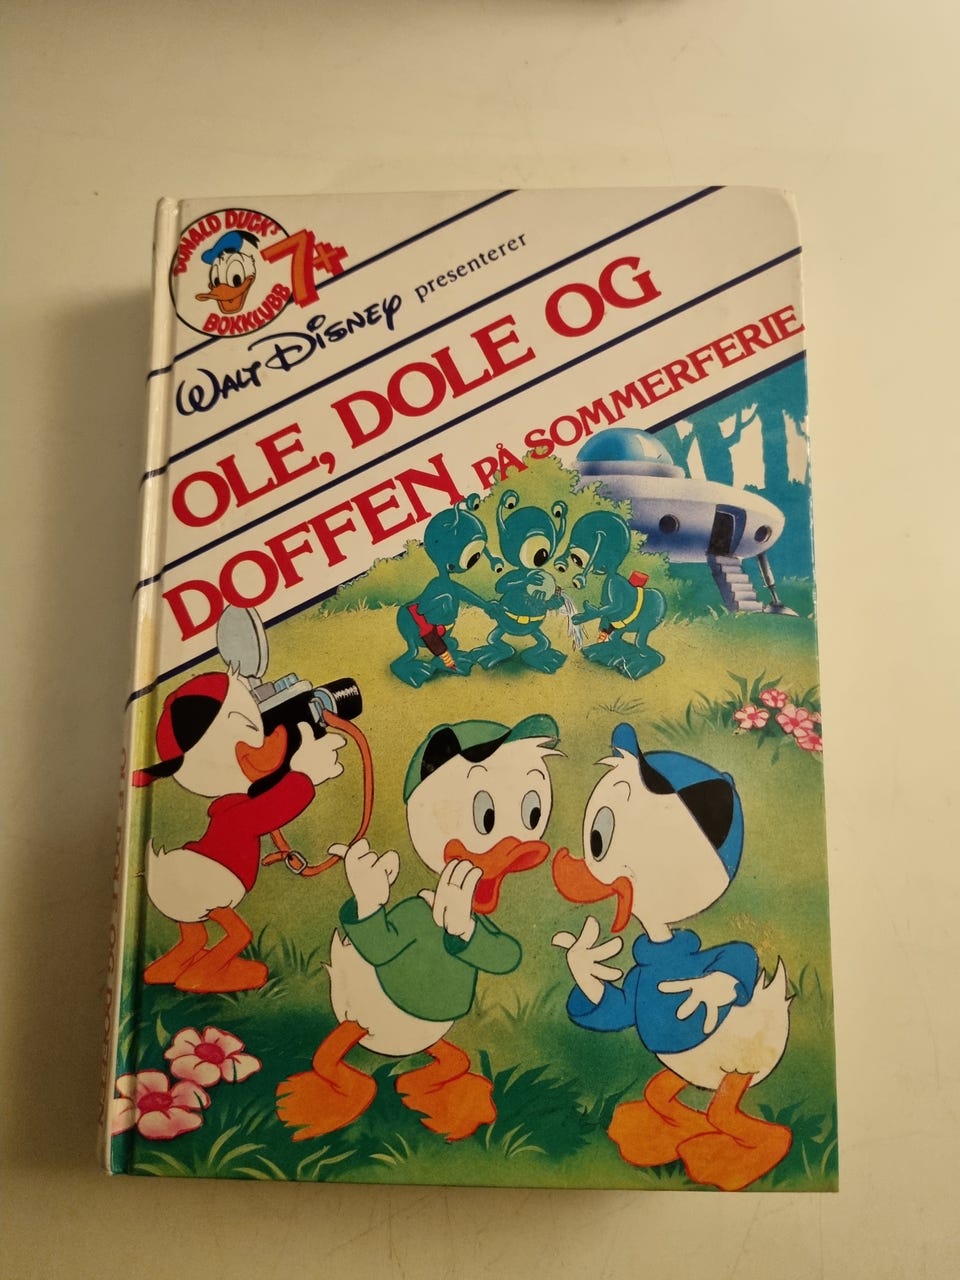 DONALD DUCK'S
BOKKLUBB
7+
WALT DISNEY presenterer
OLE, DOLE OG
DOFFEN PÅ SOMMERFERIE